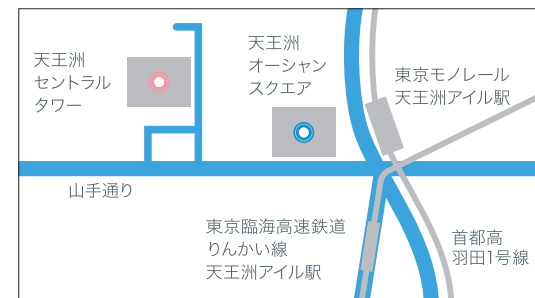 天王洲
セントラル
タワー
天王洲
オーシャン
スクエア
東京モノレール
天王洲アイル駅
山手通り
東京臨海高速鉄道
りんかい線
天王洲アイル駅
首都高
羽田1号線